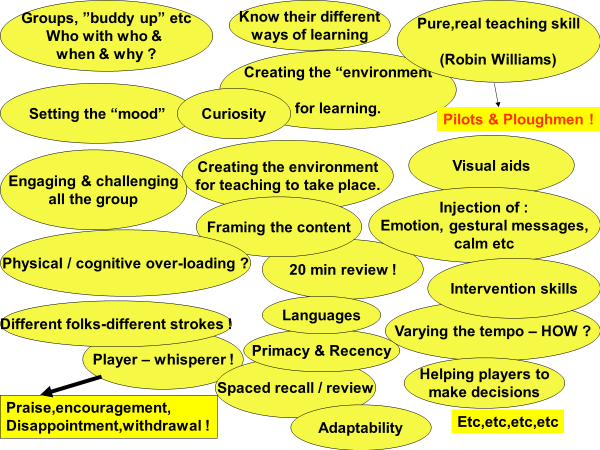 Groups, ”buddy up” etc
Who with who &
when & why ?
Know their different
ways of learning
Pure,real teaching skill
(Robin Williams)
Creating the “environment
for learning.
Setting the “mood”
Curiosity
Pilots & Ploughmen !
Engaging & challenging
all the group
Creating the environment
for teaching to take place.
Visual aids
Framing the content
Injection of :
Emotion, gestural messages,
calm etc
Physical / cognitive over-loading ?
20 min review !
Intervention skills
Different folks-different strokes !
Languages
Varying the tempo – HOW ?
Player – whisperer !
Primacy & Recency
Spaced recall / review
Helping players to
make decisions
Praise,encouragement,
Disappointment,withdrawal !
Adaptability
Etc,etc,etc,etc